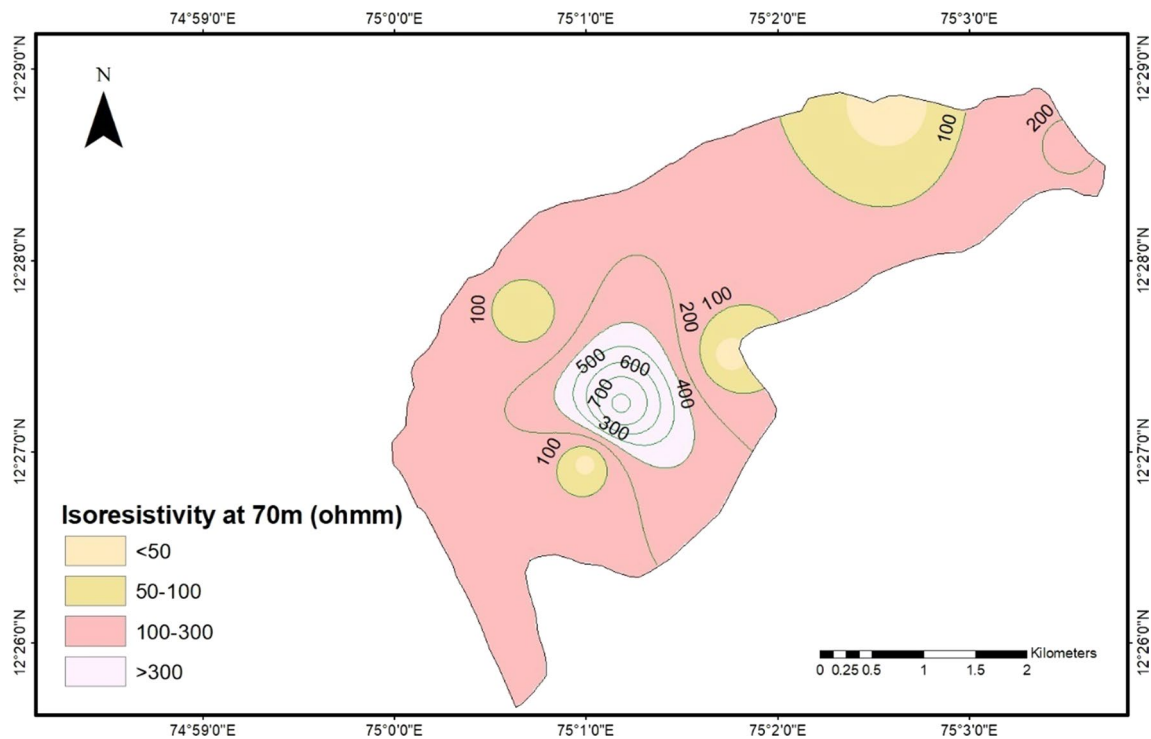 74°59'0"E 75°0'0"E 75°1'0"E 75°2'0"E 75°3'0"E
12°29'0"N
12°29'0"N
N
100
200
12°28'0"N
12°28'0"N
100
100
200
500
600
400
700
300
100
12°27'0"N
12°27'0"N
Isoresistivity at 70m (ohmm)
<50
50-100
100-300
>300
12°26'0"N
12°26'0"N
Kilometers
0 0.25 0.5 1 1.5 2
74°59'0"E 75°0'0"E 75°1'0"E 75°2'0"E 75°3'0"E